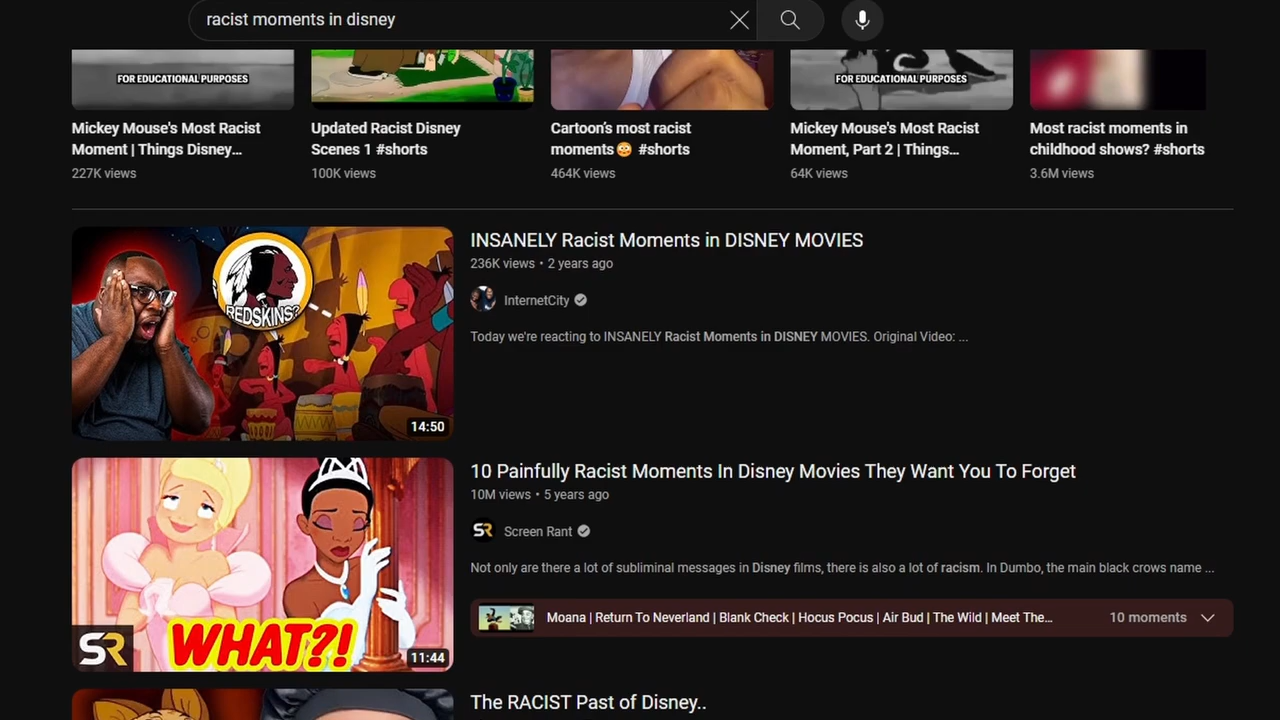 racist moments in disney
FOR EDUCATIONAL PURPOSES
FOR EDUCATIONAL PURPOSES
Mickey Mouse's Most Racist
Moment | Things Disney...
227K views
Updated Racist Disney
Scenes 1 #shorts
100K views
Cartoon's most racist
moments😳 #shorts
464K views
Mickey Mouse's Most Racist
Moment, Part 2 | Things...
64K views
Most racist moments in
childhood shows? #shorts
3.6M views
REDSKINS?
14:50
INSANELY Racist Moments in DISNEY MOVIES
236K views • 2 years ago
InternetCity
Today we're reacting to INSANELY Racist Moments in DISNEY MOVIES. Original Video: ...
SR
WHAT?!
11:44
10 Painfully Racist Moments In Disney Movies They Want You To Forget
10M views • 5 years ago
SR
Screen Rant
Not only are there a lot of subliminal messages in Disney films, there is also a lot of racism. In Dumbo, the main black crows name ...
Moana | Return To Neverland | Blank Check | Hocus Pocus | Air Bud | The Wild | Meet The...
10 moments
The RACIST Past of Disney..